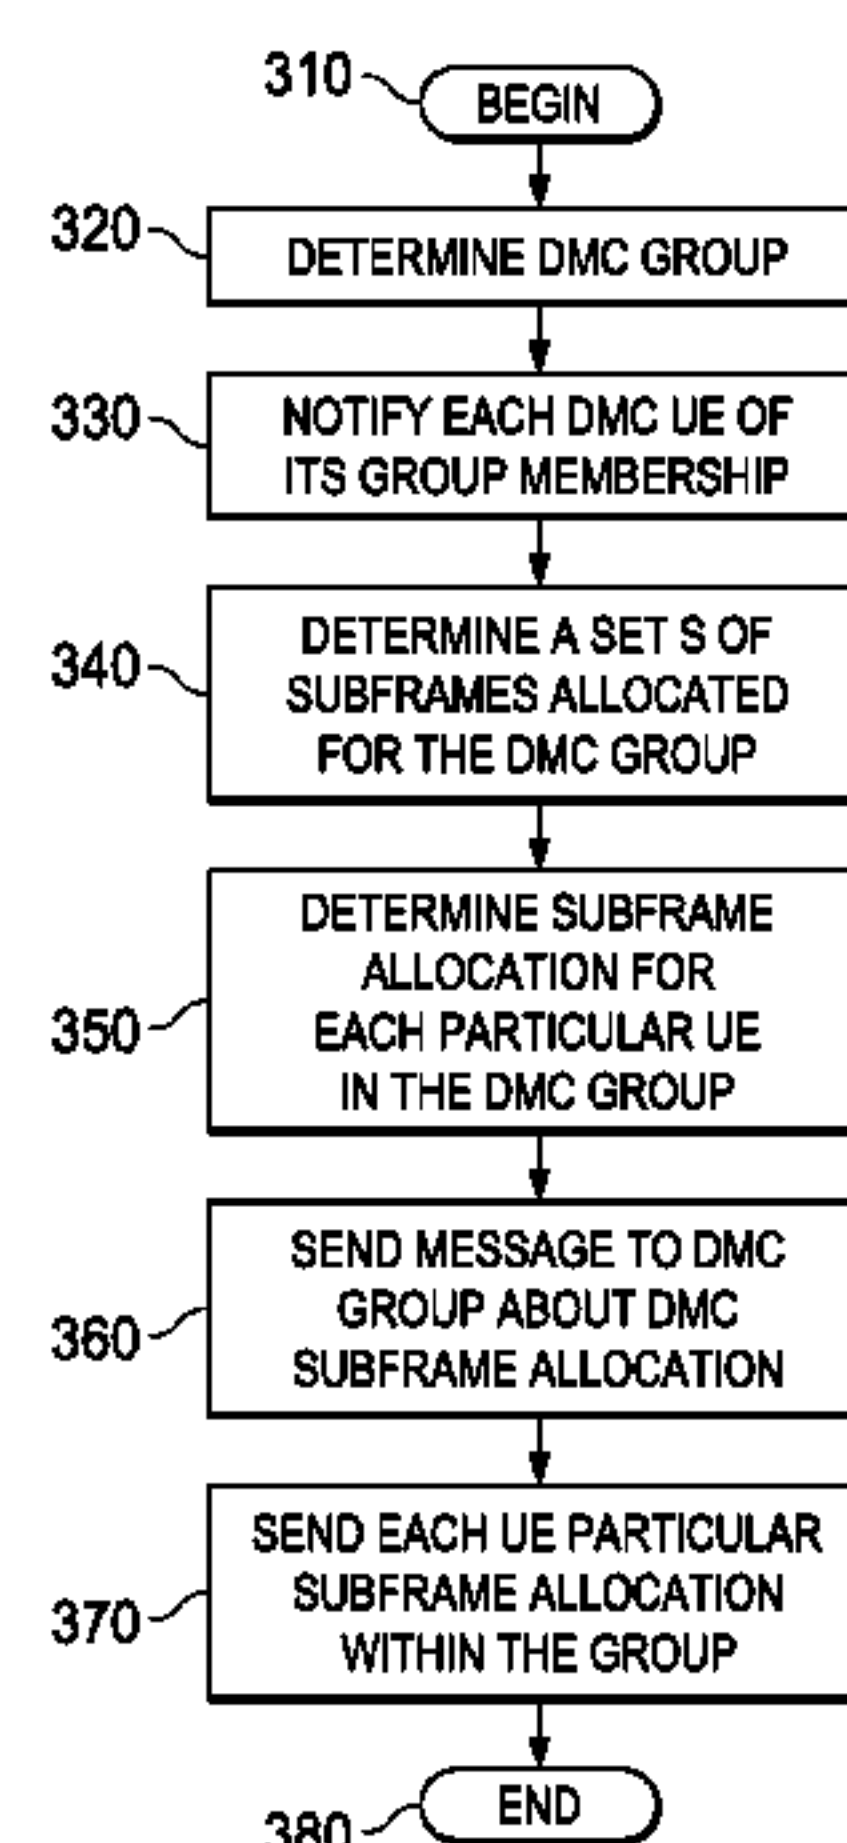 310
BEGIN
320
DETERMINE DMC GROUP
330
NOTIFY EACH DMC UE OF
ITS GROUP MEMBERSHIP
340
DETERMINE A SET S OF
SUBFRAMES ALLOCATED
FOR THE DMC GROUP
350
DETERMINE SUBFRAME
ALLOCATION FOR
EACH PARTICULAR UE
IN THE DMC GROUP
360
SEND MESSAGE TO DMC
GROUP ABOUT DMC
SUBFRAME ALLOCATION
370
SEND EACH UE PARTICULAR
SUBFRAME ALLOCATION
WITHIN THE GROUP
380
END